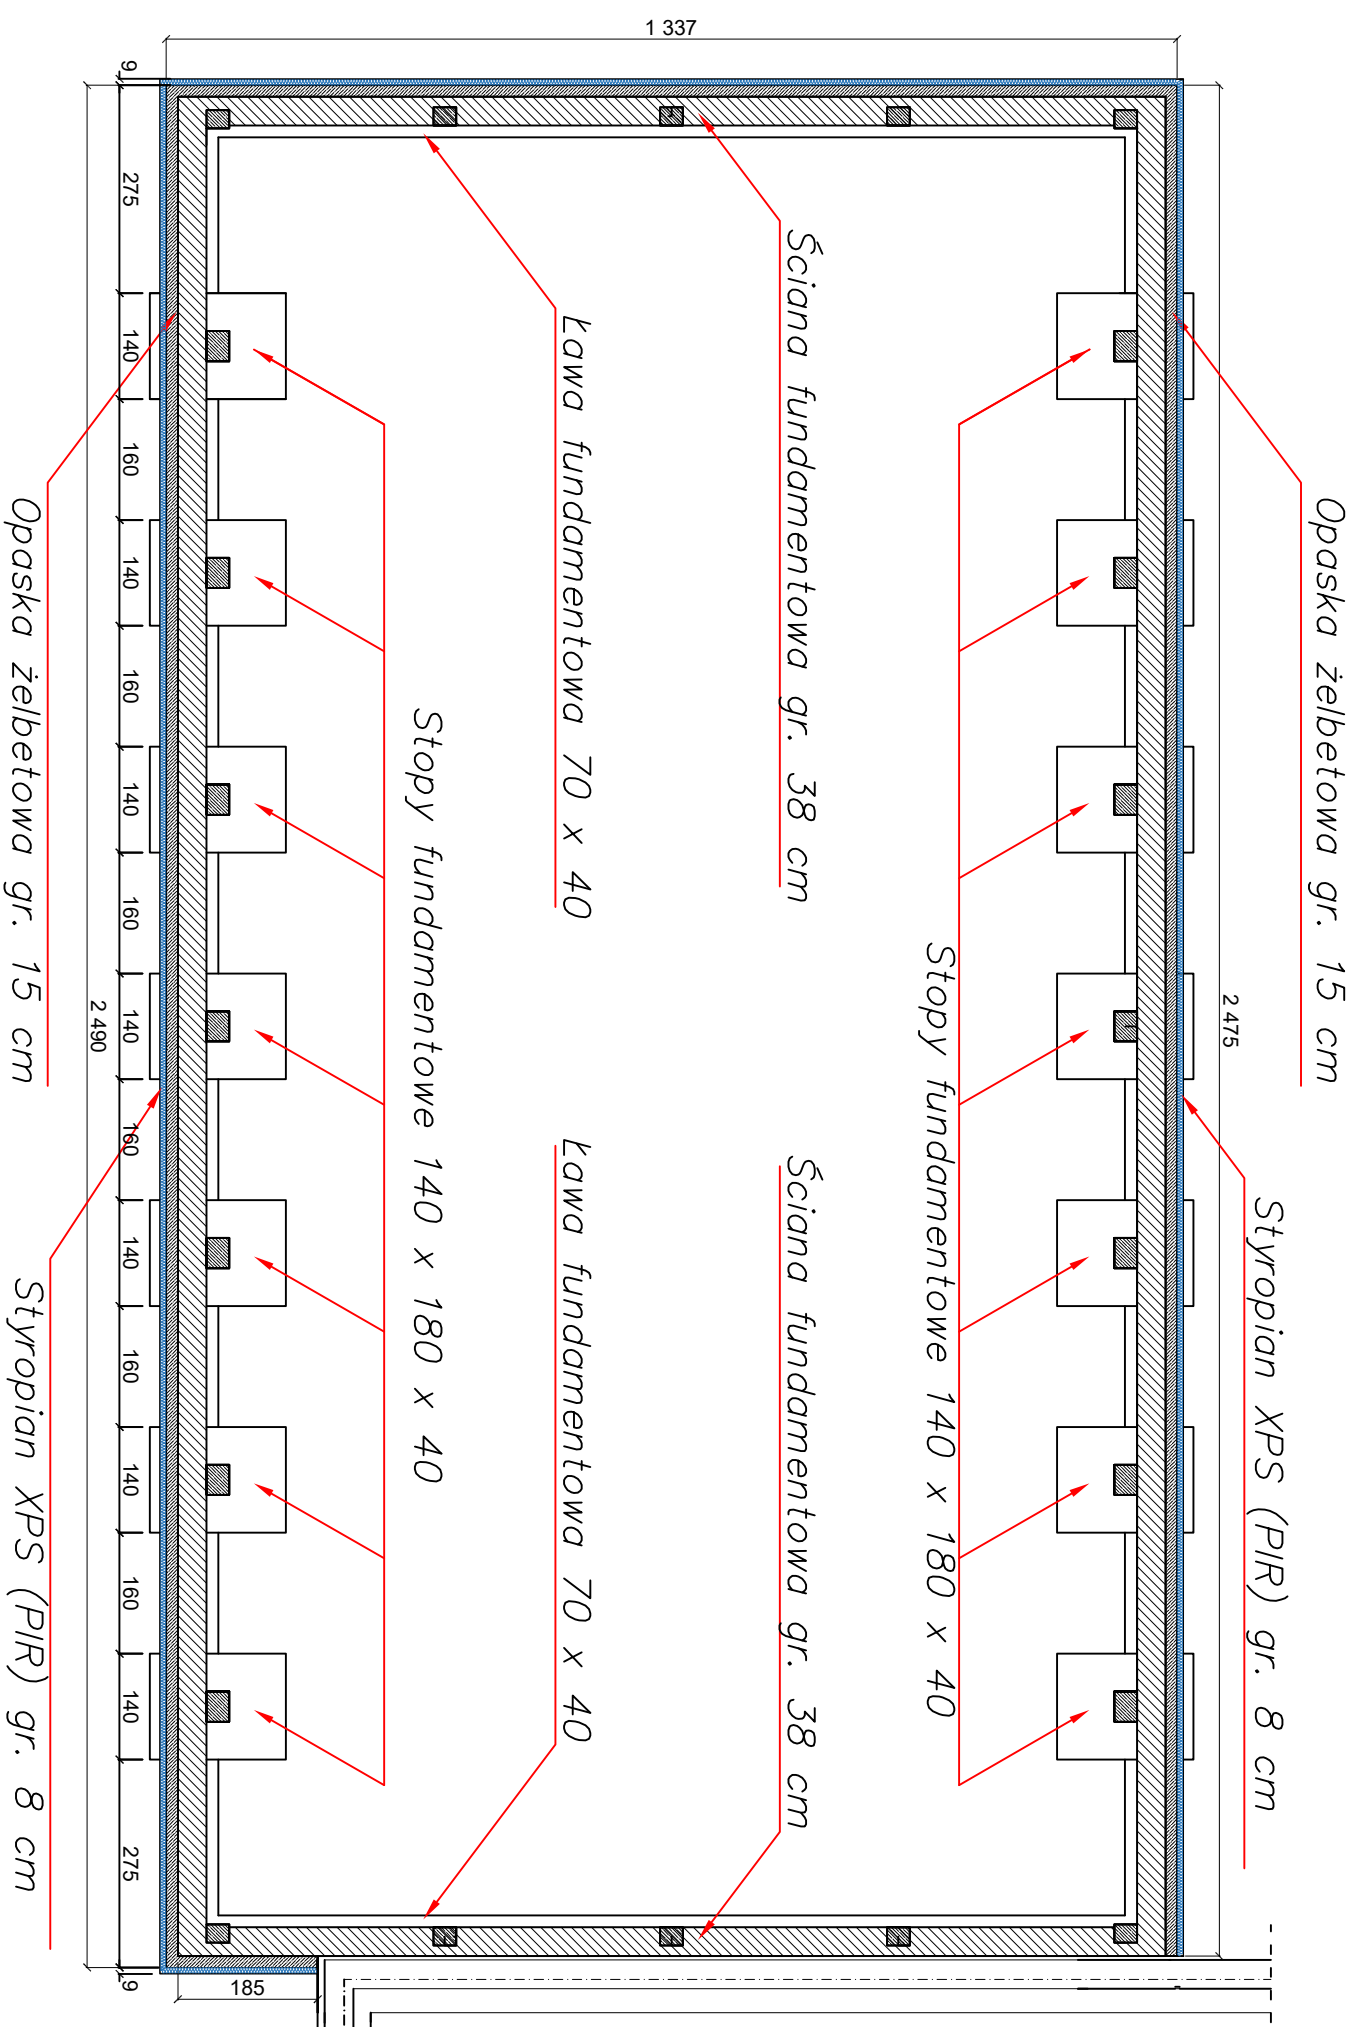 Opaska żelbetowa gr. 15 cm
Styropian XPS (PIR) gr. 8 cm
2 475
Stopy fundamentowe 140 x 180 x 40
Ściana fundamentowa gr. 38 cm
Ściana fundamentowa gr. 38 cm
1 337
Ława fundamentowa 70 x 40
Ława fundamentowa 70 x 40
Stopy fundamentowe 140 x 180 x 40
185
9
275
140
160
140
160
140
160
140
160
140
160
140
160
140
275
9
2 490
Opaska żelbetowa gr. 15 cm
Styropian XPS (PIR) gr. 8 cm